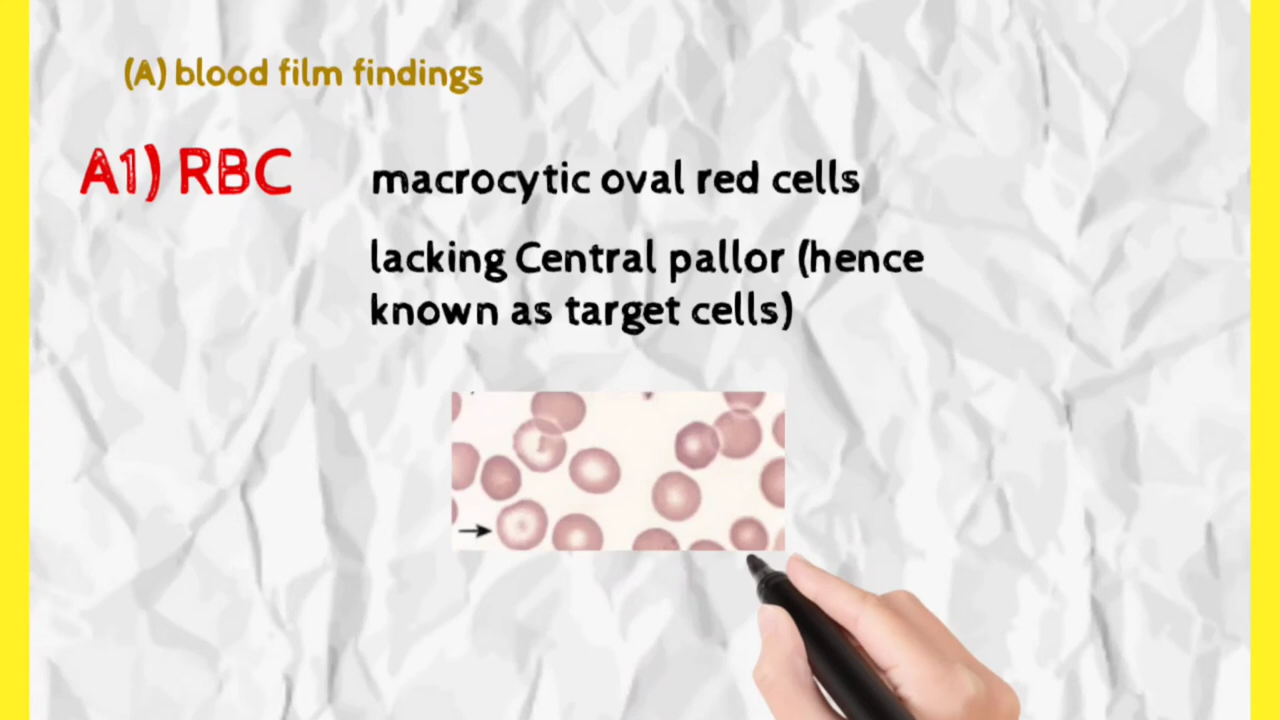 (A) blood film findings
A1) RBC
macrocytic oval red cells
lacking Central pallor (hence
known as target cells)